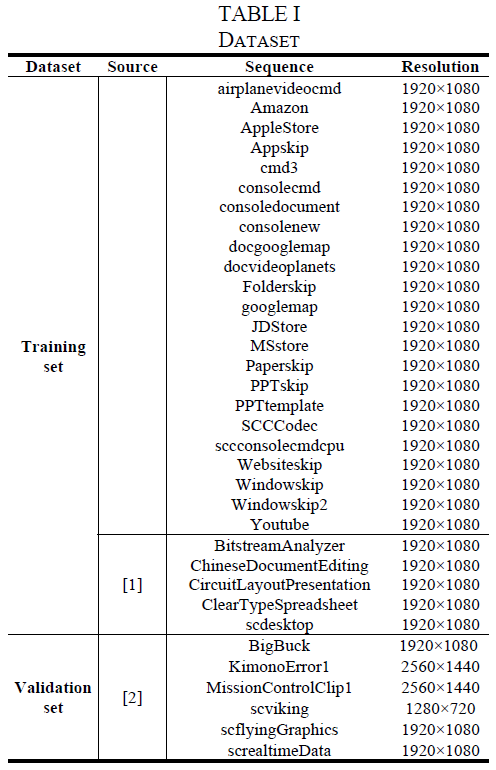 TABLE I
DATASET
Dataset Source Sequence Resolution
airplanevideocmd 1920×1080
Amazon 1920×1080
AppleStore 1920×1080
Appskip 1920×1080
cmd3 1920×1080
consolecmd 1920×1080
consoledocument 1920×1080
consolenew 1920×1080
docgooglemap 1920×1080
docvideoplanets 1920×1080
Folderskip 1920×1080
googlemap 1920×1080
JDStore 1920×1080
Training set MSstore 1920×1080
Paperskip 1920×1080
PPTskip 1920×1080
PPTtemplate 1920×1080
SCCCodec 1920×1080
sccconsolecmdcpu 1920×1080
Websiteskip 1920×1080
Windowskip 1920×1080
Windowskip2 1920×1080
Youtube 1920×1080
BitstreamAnalyzer 1920×1080
ChineseDocumentEditing 1920×1080
[1] CircuitLayoutPresentation 1920×1080
ClearTypeSpreadsheet 1920×1080
scdesktop 1920×1080
BigBuck 1920×1080
KimonoError1 2560×1440
Validation set [2] MissionControlClip1 2560×1440
scviking 1280×720
scflyingGraphics 1920×1080
screaltimeData 1920×1080